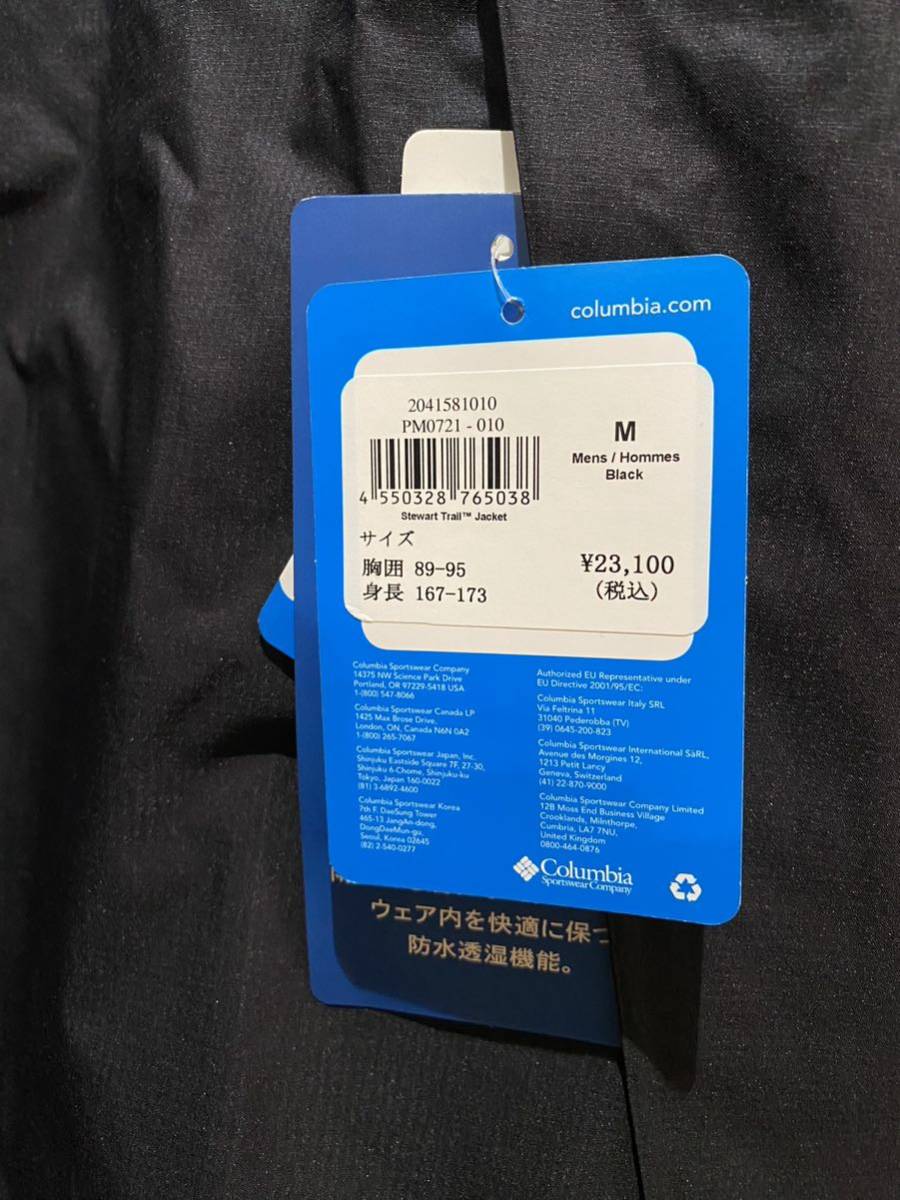 columbia.com
2041581010
PM0721 - 010
4 550328 765038
Stewart Trail™ Jacket
M
Mens / Hommes
Black
サイズ
胸囲 89-95
身長 167-173
¥23,100
(税込)
Columbia Sportswear Company
14375 NW Science Park Drive
Portland, OR 97229-5418 USA
1-(800) 547-8066
Columbia Sportswear Canada LP
1425 Max Brose Drive,
London, ON, Canada N6N 0A2
1-(800) 265-7067
Columbia Sportswear Japan, Inc.
Shinjuku Eastside Square 7F, 27-30,
Shinjuku 6-Chome, Shinjuku-ku
Tokyo, Japan 160-0022
(81) 3-6892-4600
Columbia Sportswear Korea
7th F. DaeSung Tower
465-13 JangAn-dong,
DongDaeMun-gu,
Seoul, Korea 02645
(82) 2-540-0277
Authorized EU Representative under
EU Directive 2001/95/EC:
Columbia Sportswear Italy SRL
Via Feltrina 11
31040 Pederobba (TV)
(39) 0645-200-823
Columbia Sportswear International SàRL,
Avenue des Morgines 12,
1213 Petit Lancy
Geneva, Switzerland
(41) 22-870-9000
Columbia Sportswear Company Limited
12B Moss End Business Village
Crooklands, Milnthorpe,
Cumbria, LA7 7NU,
United Kingdom
0800-464-0876
Columbia
Sportswear Company
ウェア内を快適に保つ
防水透湿機能。